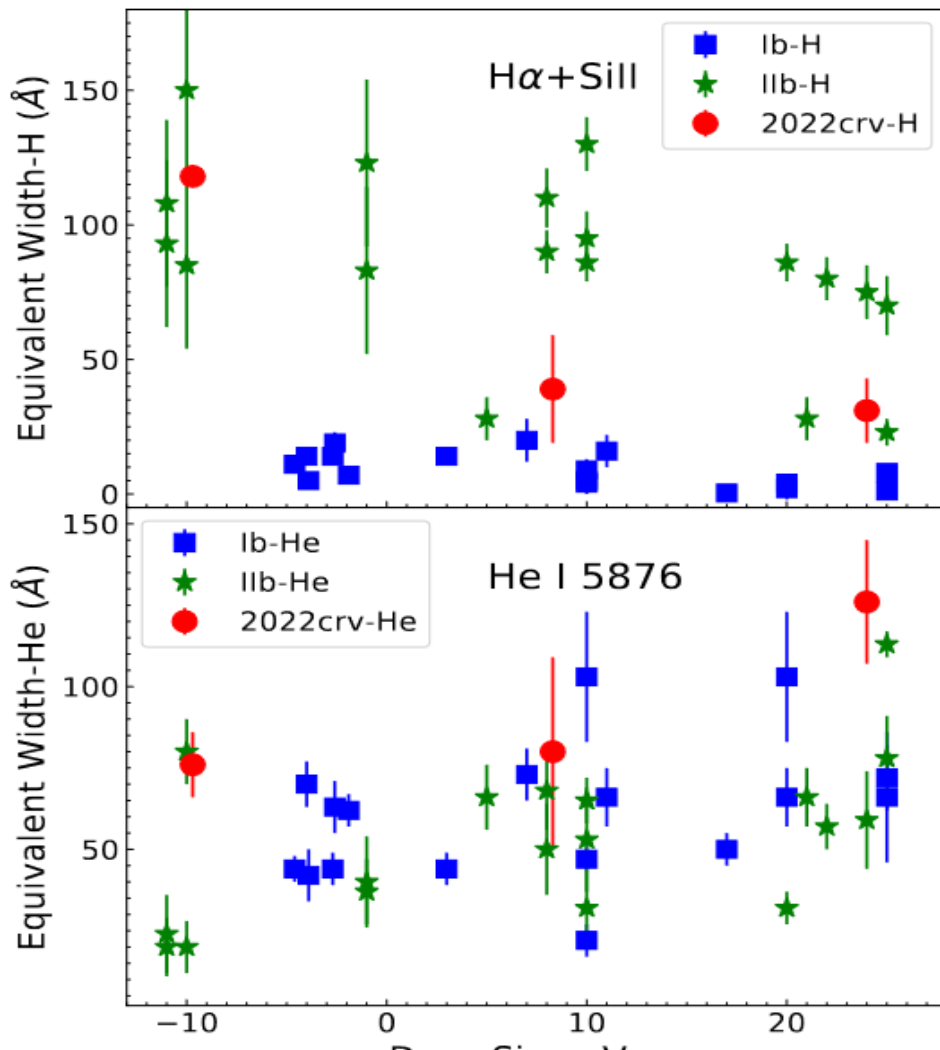 Hα+SiII
Ib-H
IIb-H
2022crv-H
Equivalent Width-H (Å)
150
100
50
0
Ib-He
IIb-He
2022crv-He
He I 5876
Equivalent Width-He (Å)
150
100
50
−10
0
10
20